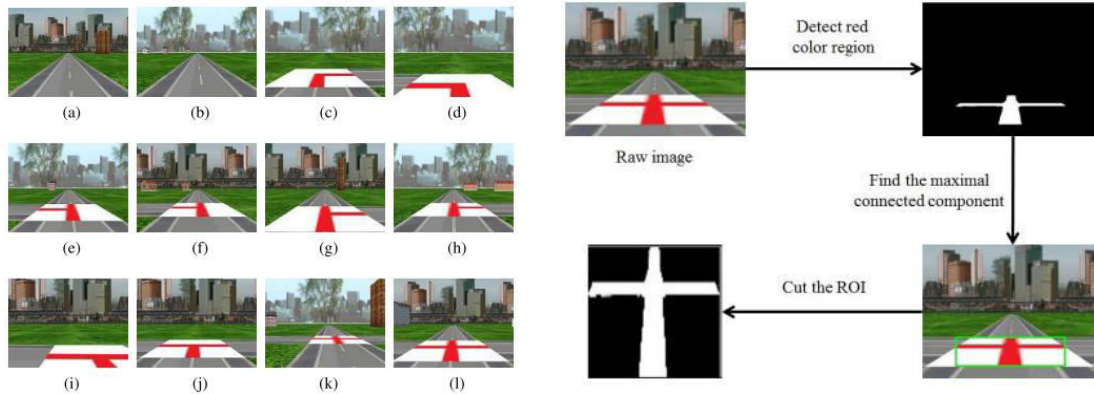 (a)
(b)
(c)
(d)
(e)
(f)
(g)
(h)
(i)
(j)
(k)
(l)
Detect red
color region
Raw image
Find the maximal
connected component
Cut the ROI